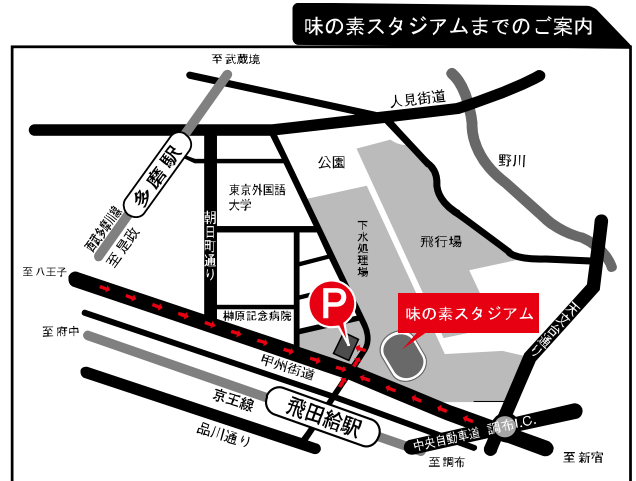 味の素スタジアムまでのご案内
至武蔵境
人見街道
多磨駅
公園
野川
東京外国語
大学
西武多摩川線
至是政
朝日町通り
下水処理場
飛行場
至八王子
榊原記念病院
P
味の素スタジアム
天文台通り
至府中
甲州街道
京王線
飛田給駅
品川通り
中央自動車道 調布I.C.
至調布
至新宿